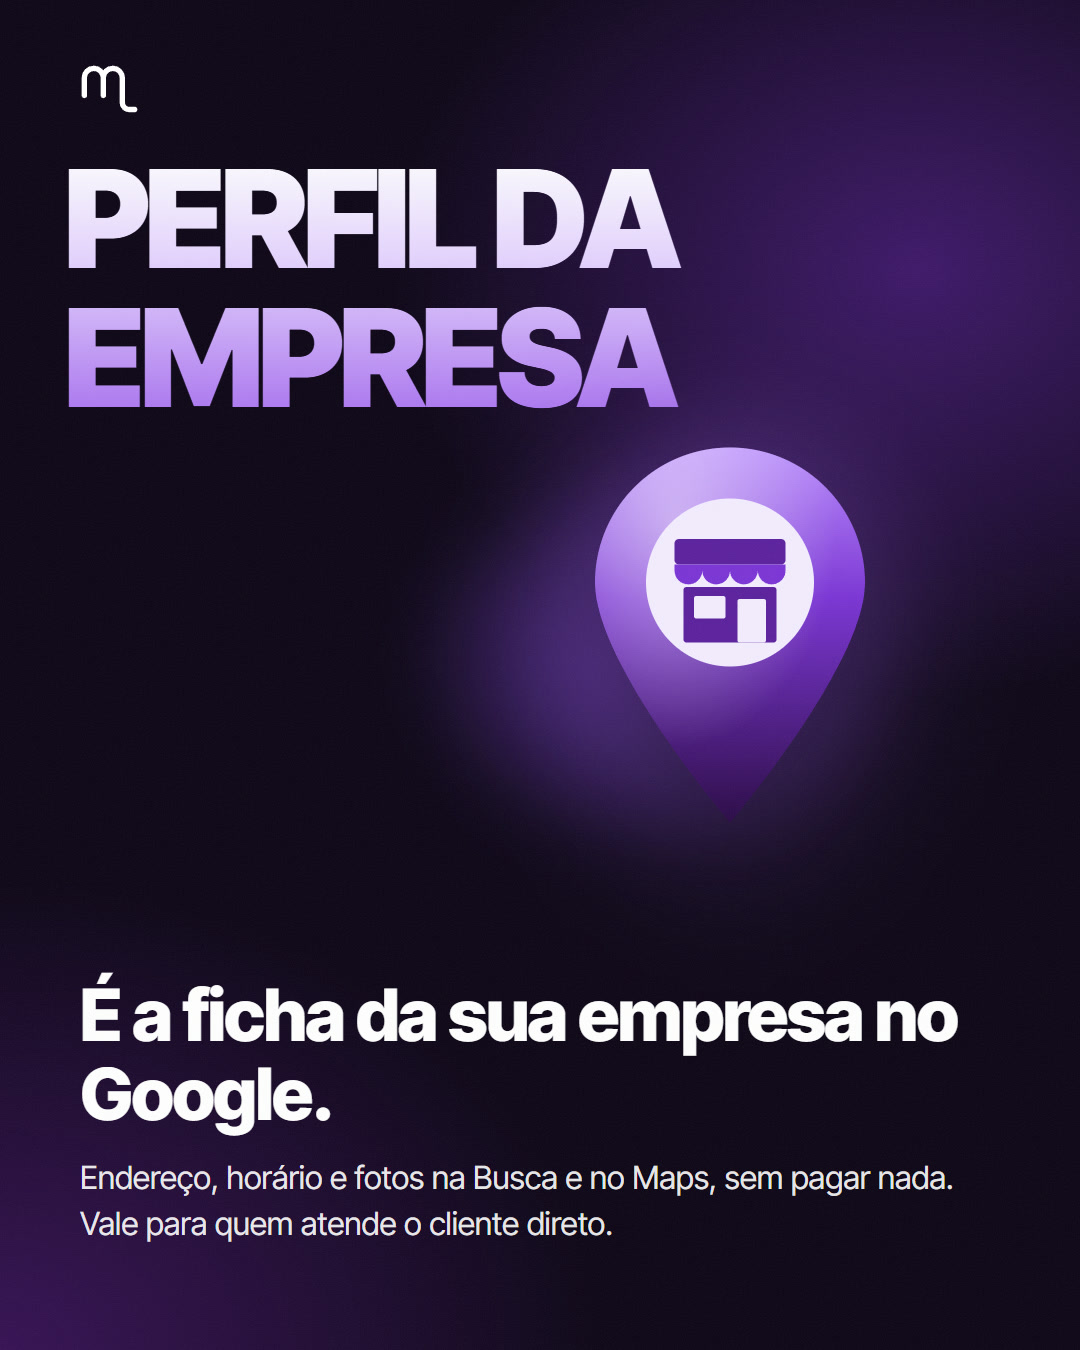 PERFIL DA
EMPRESA
É a ficha da sua empresa no
Google.
Endereço, horário e fotos na Busca e no Maps, sem pagar nada.
Vale para quem atende o cliente direto.